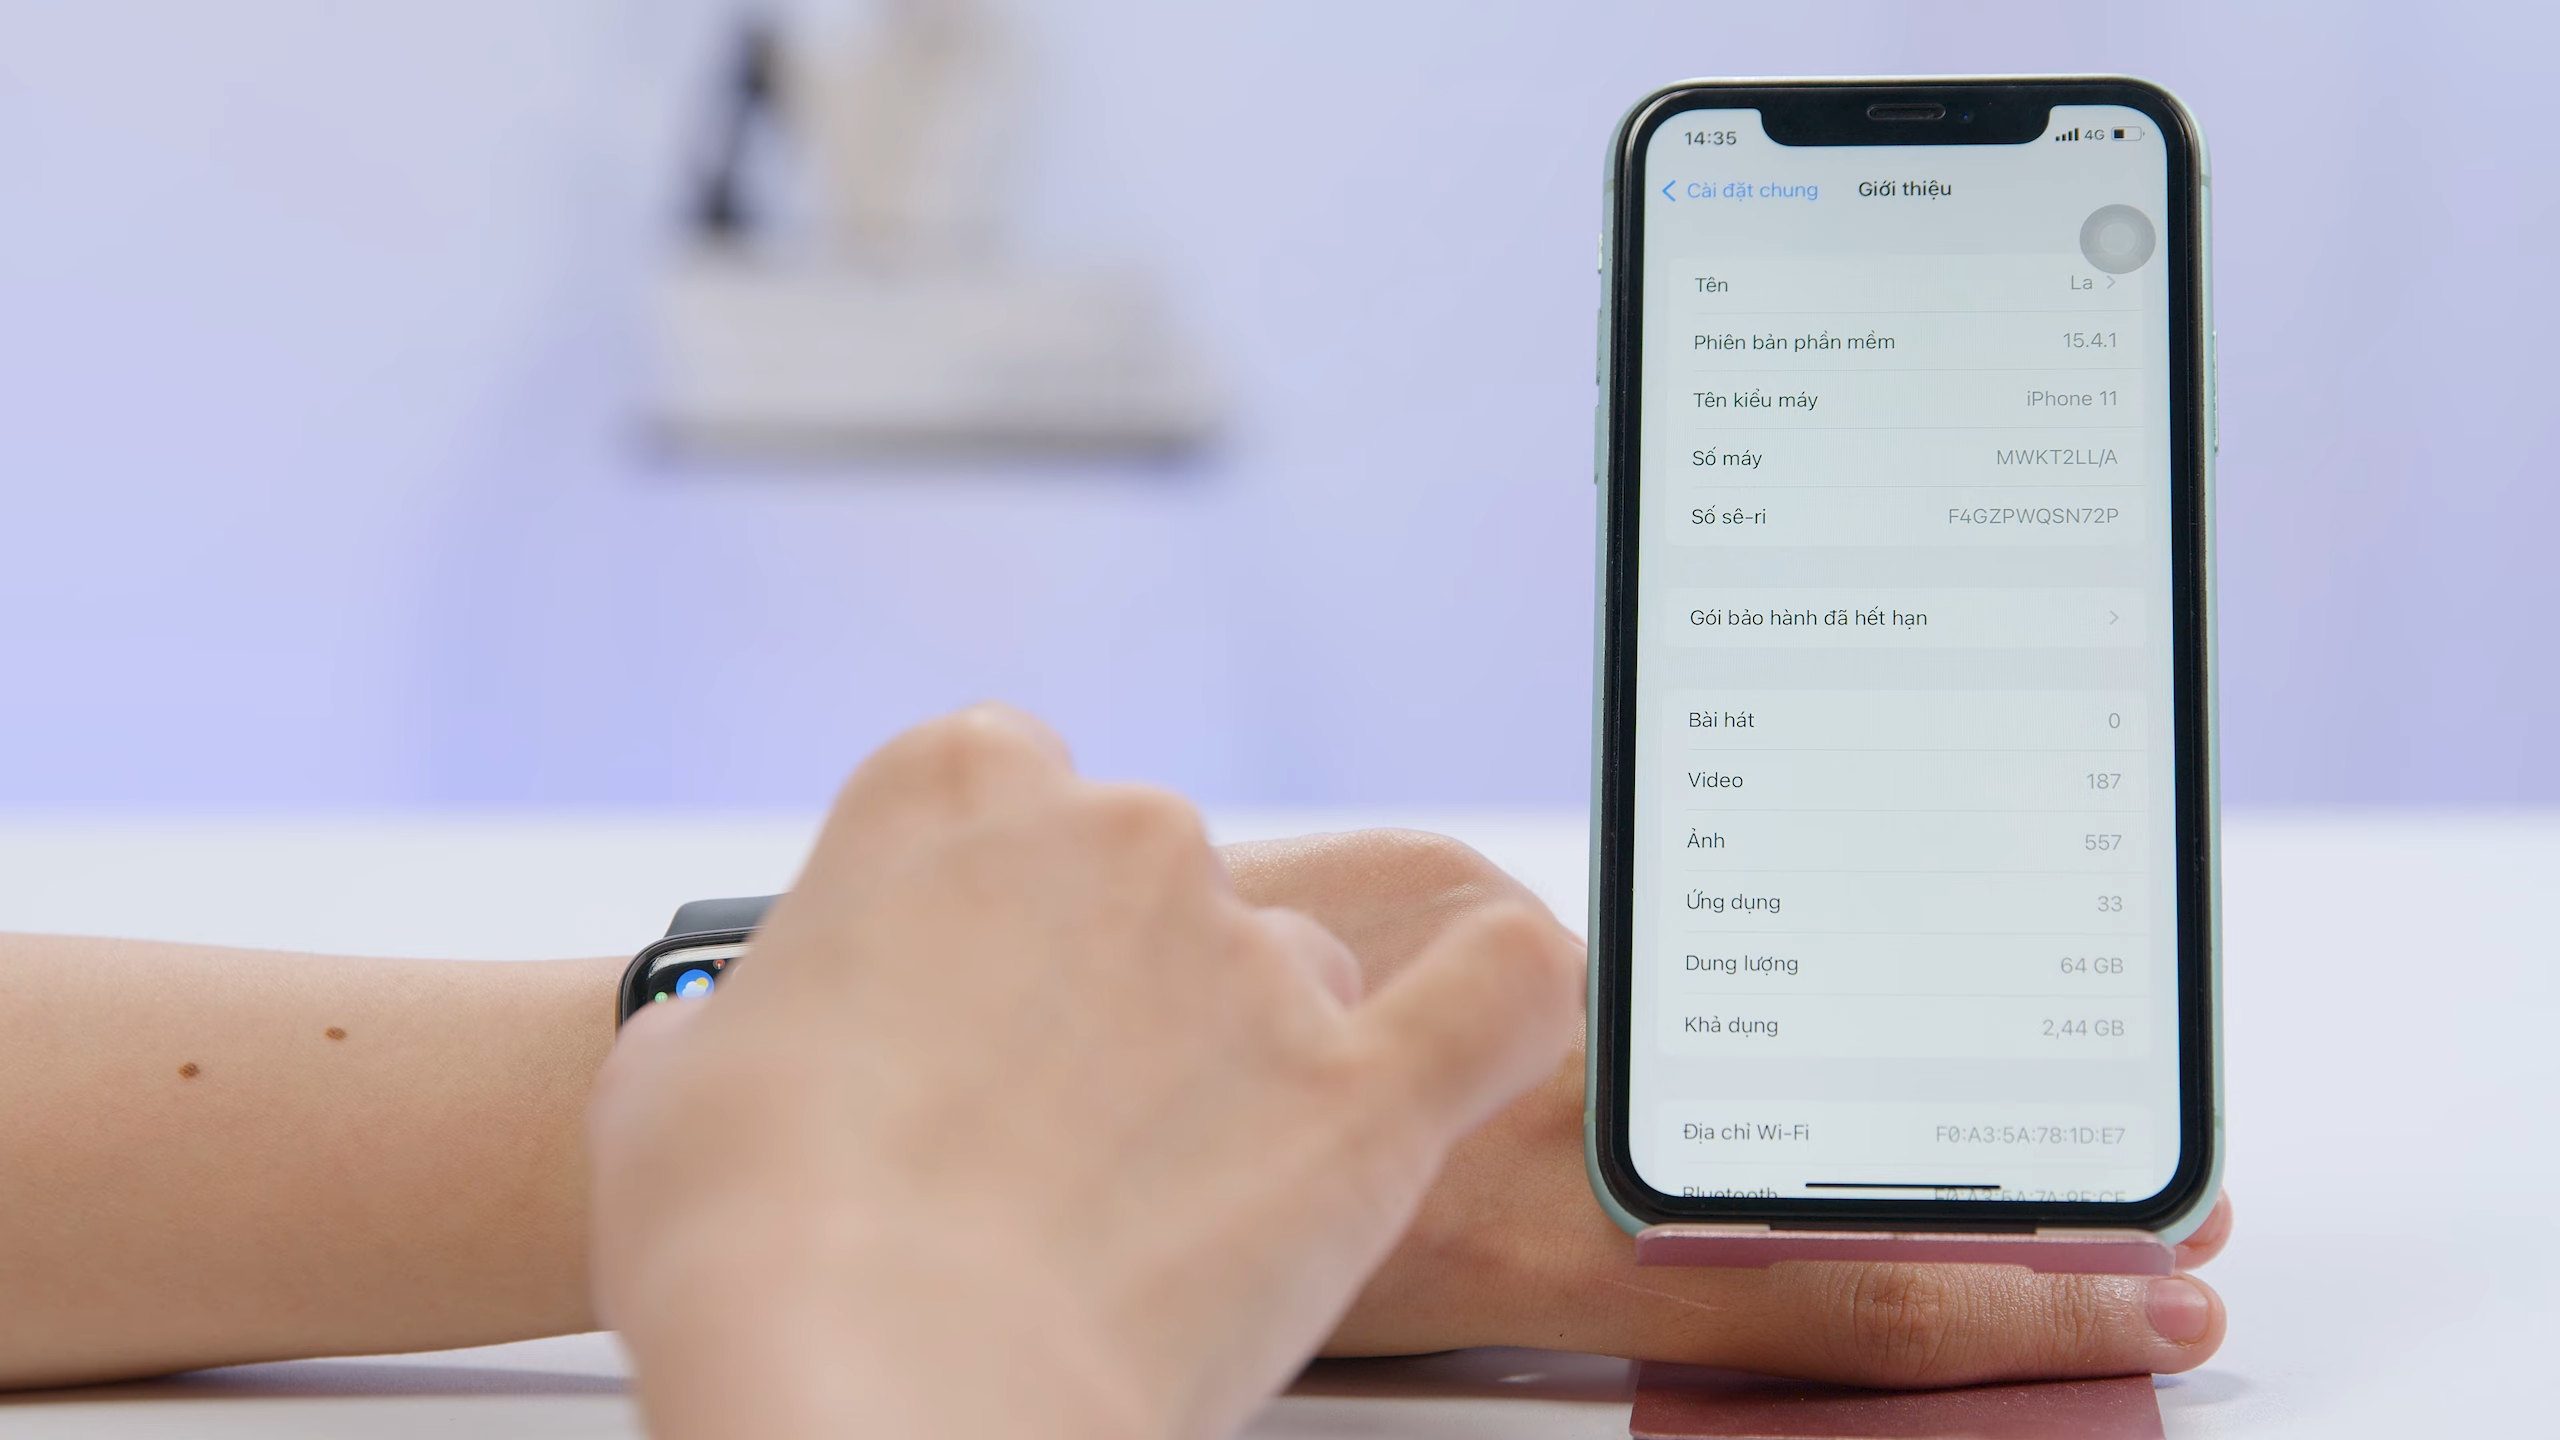 14:35
4G
Cài đặt chung
Giới thiệu
Tên La
Phiên bản phần mềm 15.4.1
Tên kiểu máy iPhone 11
Số máy MWKT2LL/A
Số sê-ri F4GZPWQSN72P
Gói bảo hành đã hết hạn
Bài hát 0
Video 187
Ảnh 557
Ứng dụng 33
Dung lượng 64 GB
Khả dụng 2,44 GB
Địa chỉ Wi-Fi F0:A3:5A:78:1D:E7
Bluetooth